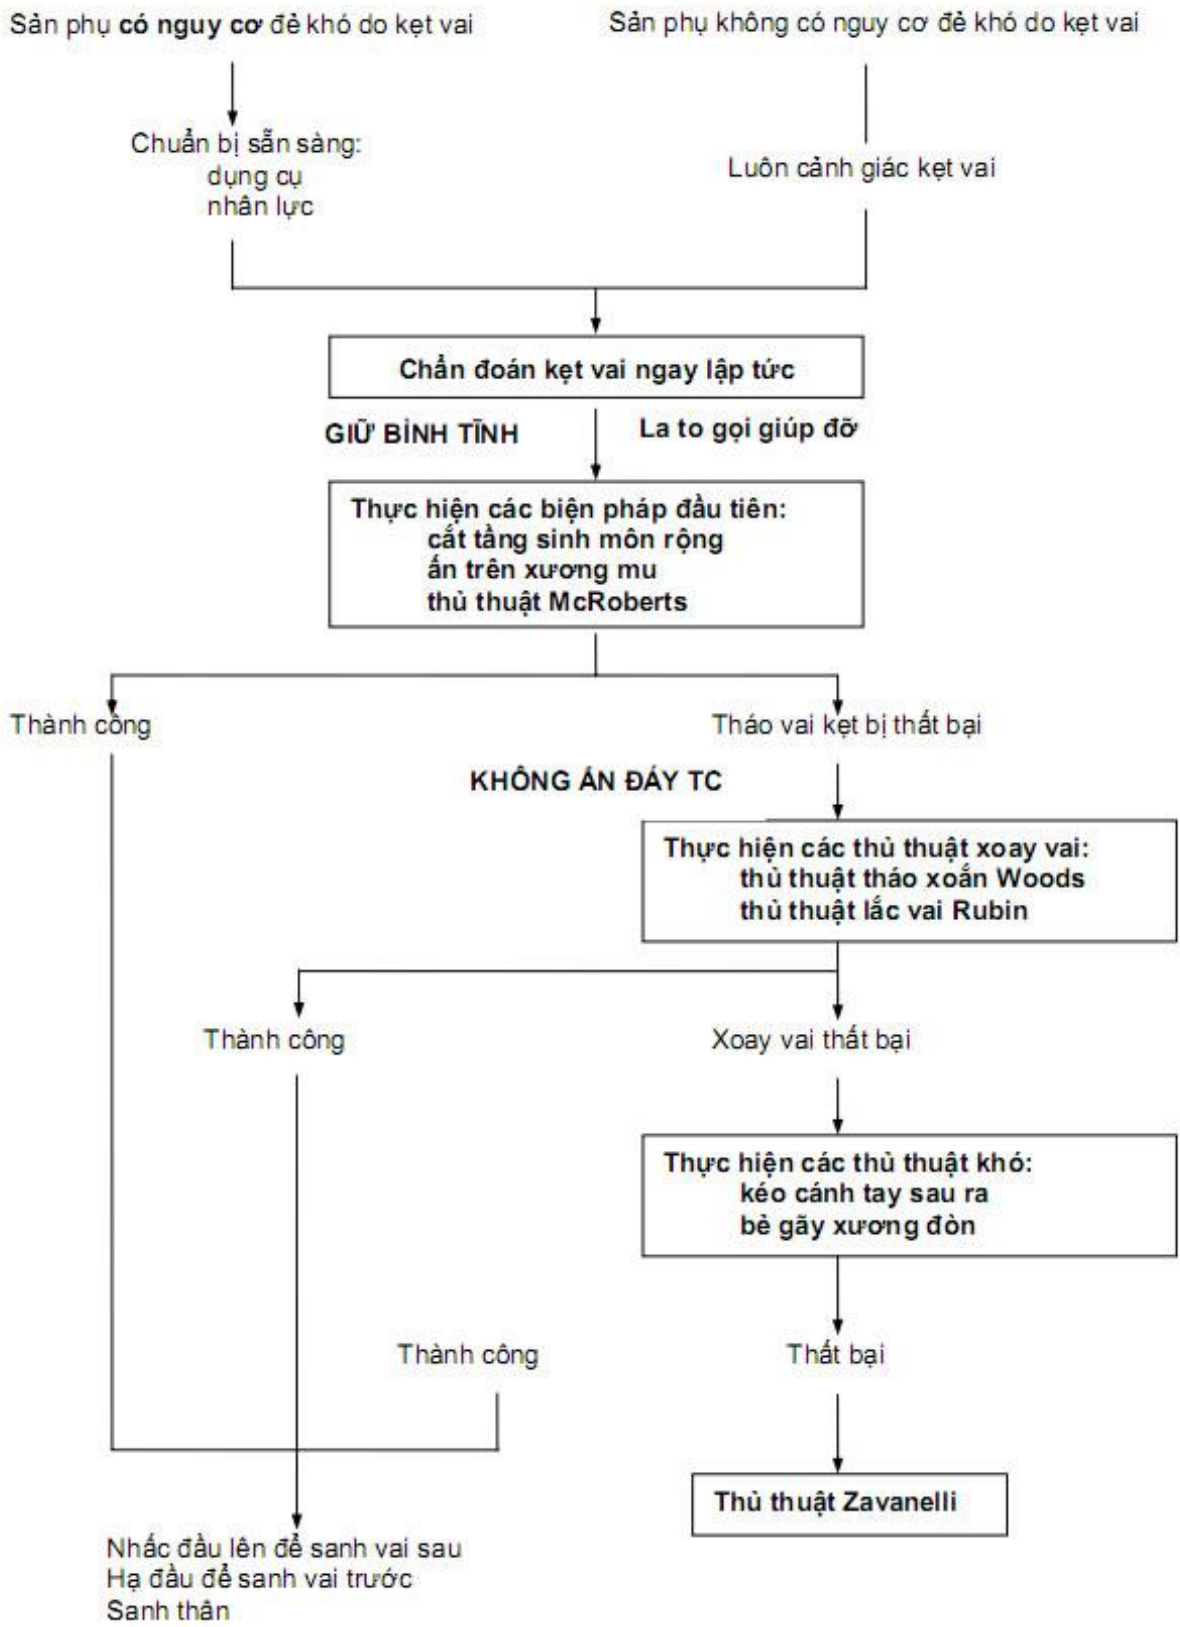 Sản phụ có nguy cơ đẻ khó do kẹt vai
Sản phụ không có nguy cơ đẻ khó do kẹt vai
Chuẩn bị sẵn sàng:
dụng cụ
nhân lực
Luôn cảnh giác kẹt vai
Chẩn đoán kẹt vai ngay lập tức
GIỮ BÌNH TĨNH
La to gọi giúp đỡ
Thực hiện các biện pháp đầu tiên:
cắt tầng sinh môn rộng
ấn trên xương mu
thủ thuật McRoberts
Thành công
Tháo vai kẹt bị thất bại
KHÔNG ẤN ĐÁY TC
Thực hiện các thủ thuật xoay vai:
thủ thuật tháo xoắn Woods
thủ thuật lắc vai Rubin
Thành công
Xoay vai thất bại
Thực hiện các thủ thuật khó:
kéo cánh tay sau ra
bẻ gãy xương đòn
Thành công
Thất bại
Thủ thuật Zavanelli
Nhấc đầu lên để sanh vai sau
Hạ đầu để sanh vai trước
Sanh thân